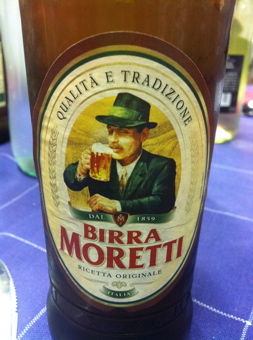 QUALITÀ E TRADIZIONE
DAL 1859
BIRRA
MORETTI
RICETTA ORIGINALE
ITALIA